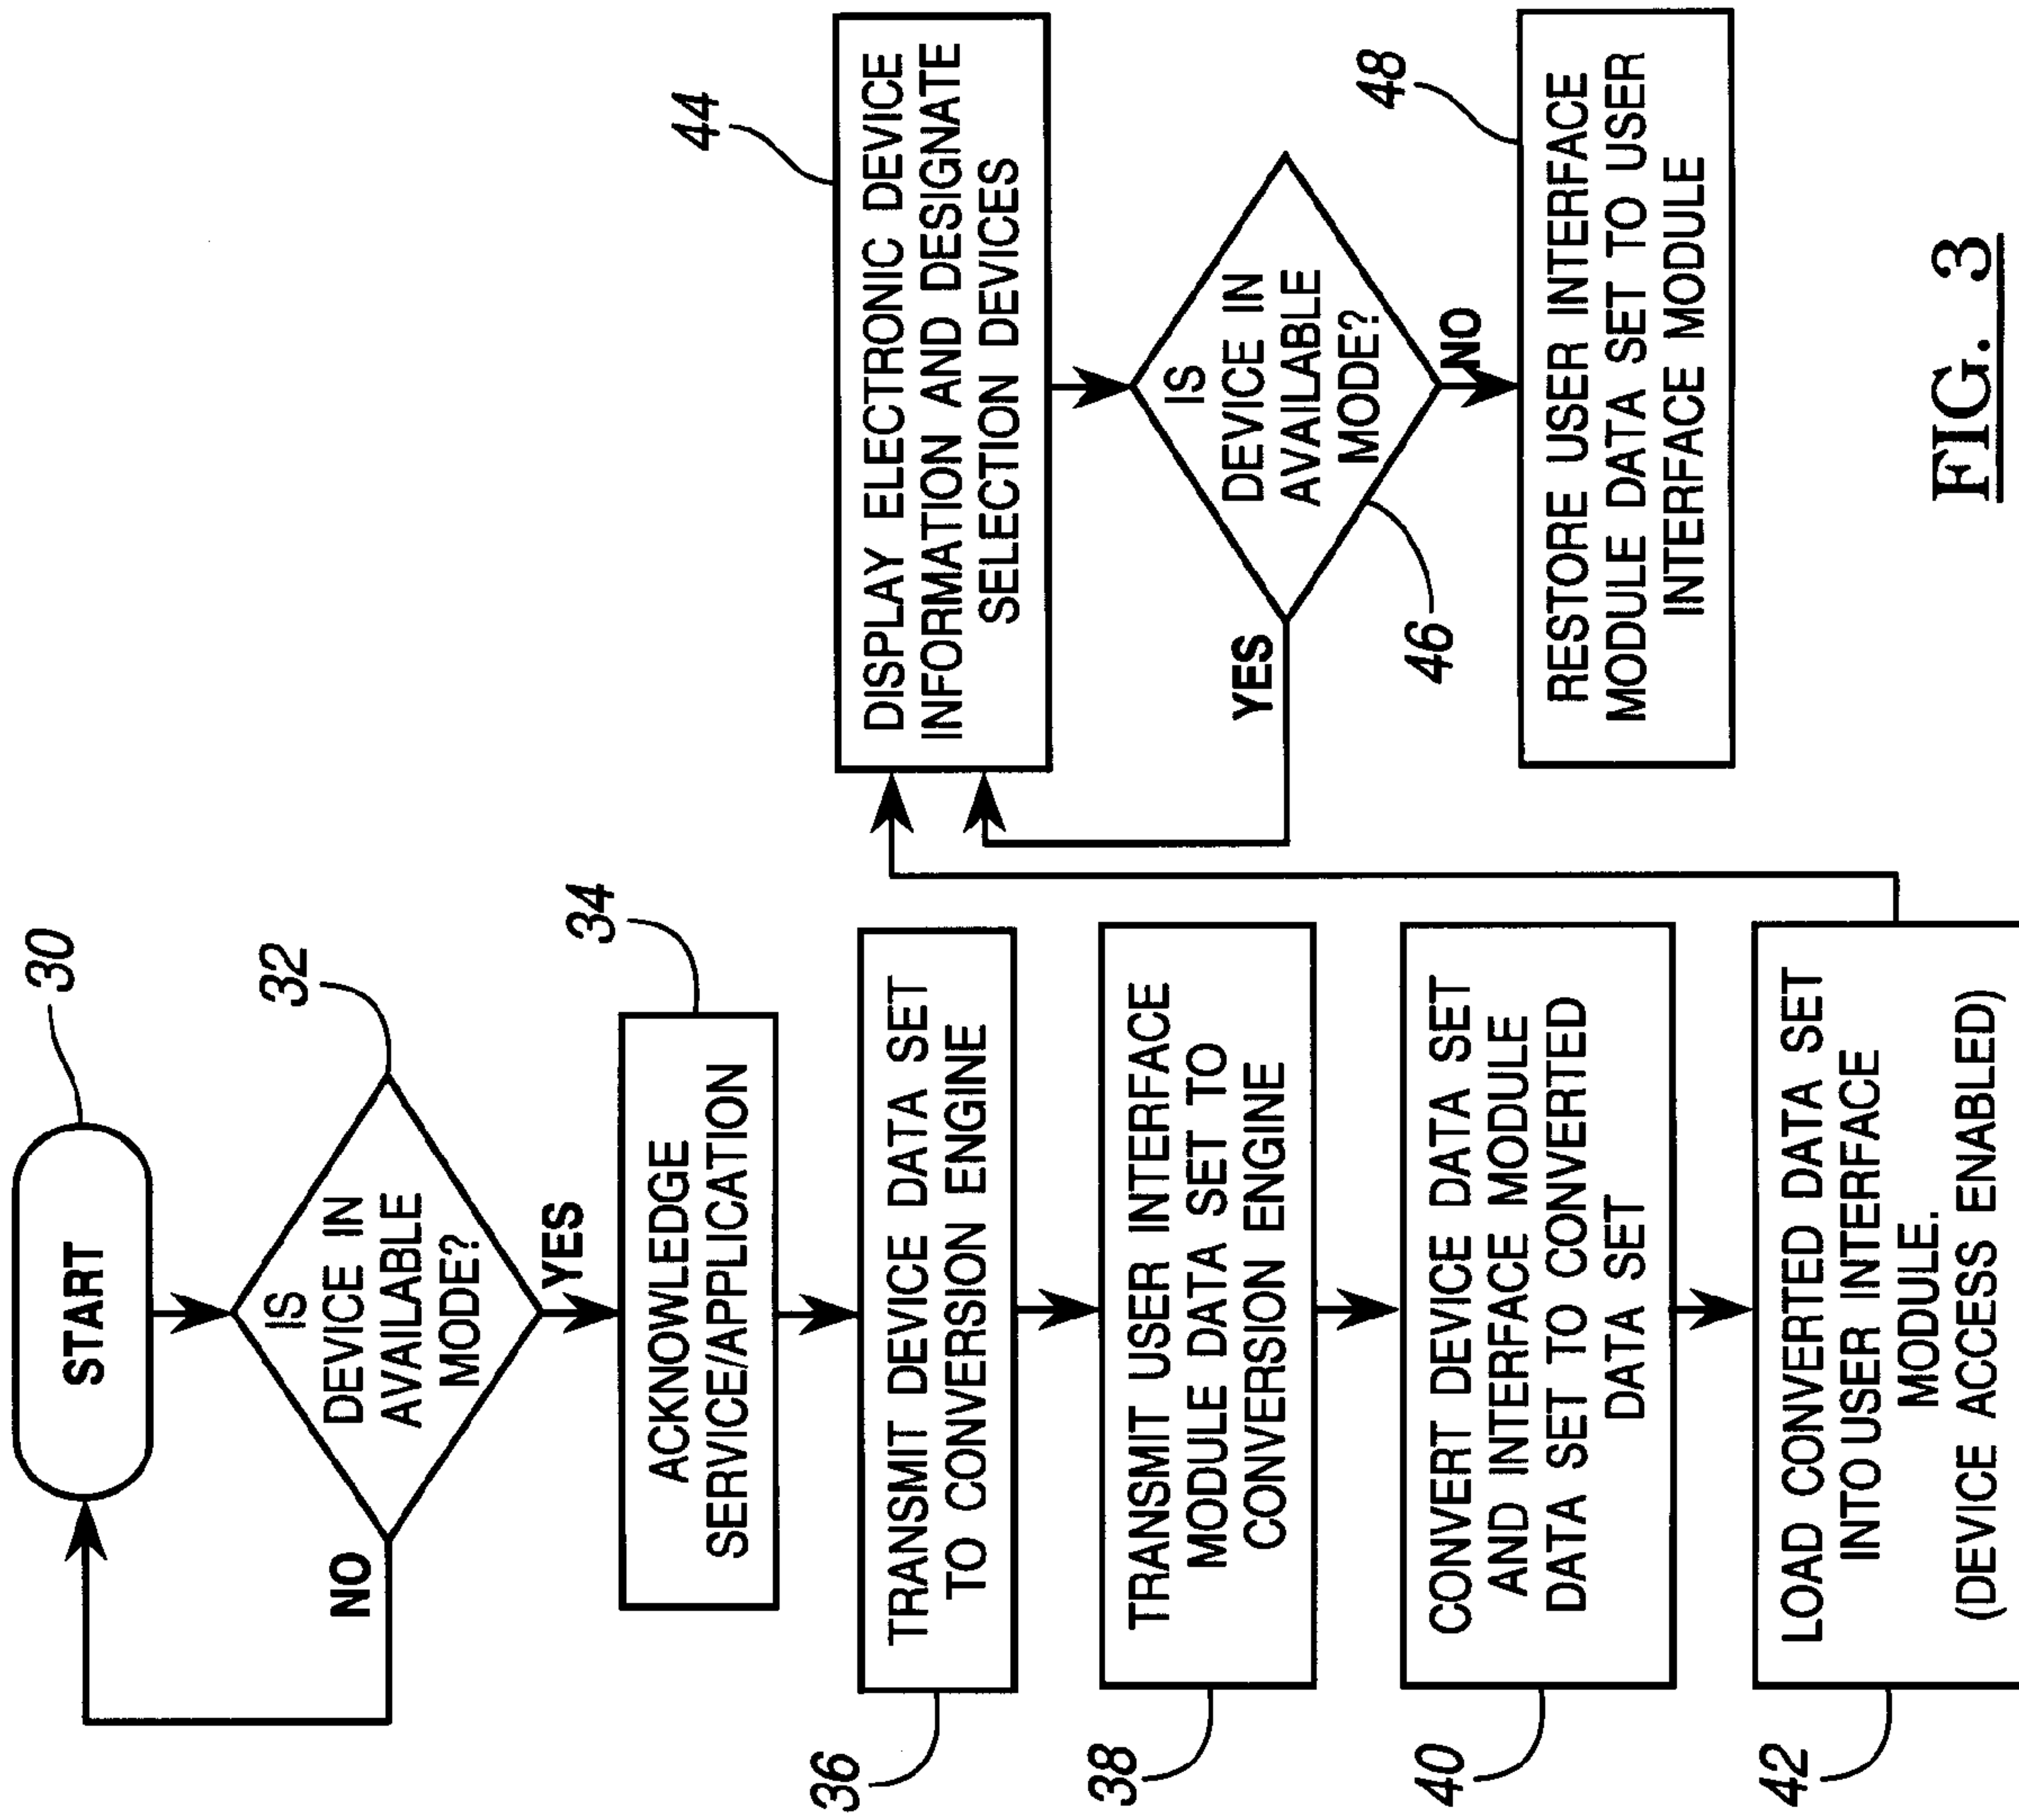 30
START
32
IS
DEVICE IN
AVAILABLE
MODE?
NO
YES
34
ACKNOWLEDGE
SERVICE/APPLICATION
36
TRANSMIT DEVICE DATA SET
TO CONVERSION ENGINE
38
TRANSMIT USER INTERFACE
MODULE DATA SET TO
CONVERSION ENGINE
40
CONVERT DEVICE DATA SET
AND INTERFACE MODULE
DATA SET TO CONVERTED
DATA SET
42
LOAD CONVERTED DATA SET
INTO USER INTERFACE
MODULE.
(DEVICE ACCESS ENABLED)
44
DISPLAY ELECTRONIC DEVICE
INFORMATION AND DESIGNATE
SELECTION DEVICES
IS
DEVICE IN
AVAILABLE
MODE?
YES
46
NO
48
RESTORE USER INTERFACE
MODULE DATA SET TO USER
INTERFACE MODULE
FIG. 3